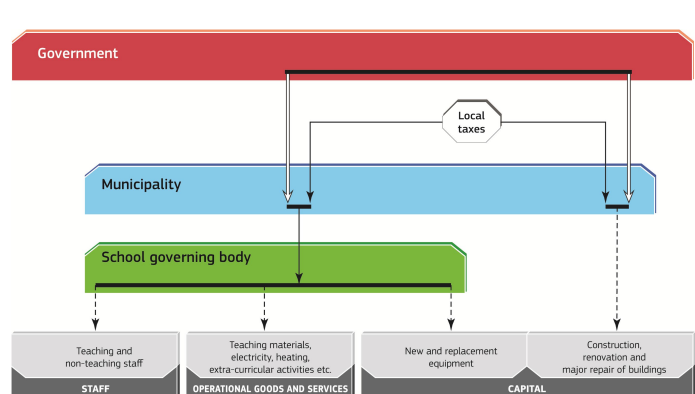 Government
Local
taxes
Municipality
School governing body
Teaching and
non-teaching staff
Teaching materials,
electricity, heating,
extra-curricular activities etc.
New and replacement
equipment
Construction,
renovation and
major repair of buildings
STAFF
OPERATIONAL GOODS AND SERVICES
CAPITAL